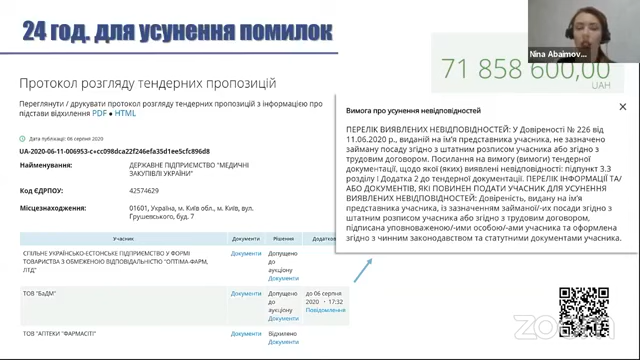 24 год. для усунення помилок
Nina Abaimov...
71 858 600,00
UAH
Протокол розгляду тендерних пропозицій
Переглянути / друкувати протокол розгляду тендерних пропозицій з інформацією про
підстави відхилення PDF ● HTML
Дата публікації: 06 серпня 2020
UA-2020-06-11-006953-c+cc098dca22f246efa35d1ee5cfc896d8
Найменування: ДЕРЖАВНЕ ПІДПРИЄМСТВО "МЕДИЧНІ
ЗАКУПІВЛІ УКРАЇНИ"
Код ЄДРПОУ: 42574629
Місцезнаходження: 01601, Україна, м. Київ обл., м. Київ, вул.
Грушевського, буд. 7
Вимога про усунення невідповідностей
ПЕРЕЛІК ВИЯВЛЕНИХ НЕВІДПОВІДНОСТЕЙ: У Довіреності № 226 від
11.06.2020 р., виданій на ім'я представника учасника, не зазначено
займану посаду згідно з штатним розписом учасника або згідно з
трудовим договором. Посилання на вимогу (вимоги) тендерної
документації, щодо якої (яких) виявлені невідповідності: підпункт 3.3
розділу І Додатка 2 до тендерної документації. ПЕРЕЛІК ІНФОРМАЦІЇ ТА/
АБО ДОКУМЕНТІВ, ЯКІ ПОВИНЕН ПОДАТИ УЧАСНИК ДЛЯ УСУНЕННЯ
ВИЯВЛЕНИХ НЕВІДПОВІДНОСТЕЙ: Довіреність, видану на ім'я
представника учасника, із зазначенням займаної/-их посади згідно з
штатним розписом учасника або згідно з трудовим договором,
підписана уповноваженою/-ими особою/-ами учасника та оформлена
згідно з чинним законодавством та статутними документами учасника.
Учасник Документи Рішення Додатково
СПІЛЬНЕ УКРАЇНСЬКО-ЕСТОНСЬКЕ ПІДПРИЄМСТВО У ФОРМІ
ТОВАРИСТВА З ОБМЕЖЕНОЮ ВІДПОВІДАЛЬНІСТЮ "ОПТІМА-ФАРМ,
ЛТД"
Документи
Допущено
до
аукціону
Документи
ТОВ "БаДМ"
Документи
Допущено
до
аукціону
Документи
до 06 серпня
2020 - 17:32
Повідомлення
ТОВ "АПТЕКИ "ФАРМАСІТІ"
Документи
Відхилено
Документи
zoom